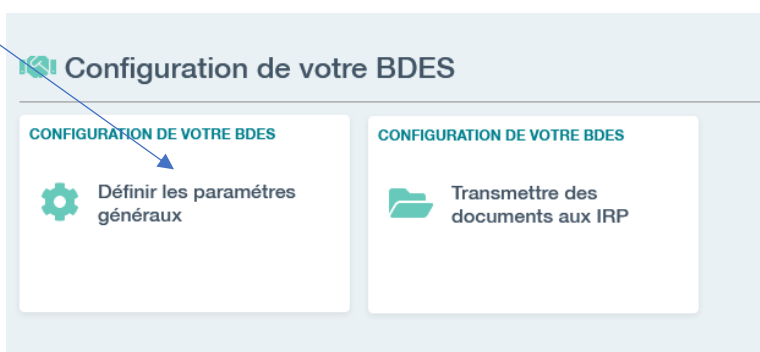 Configuration de votre BDES
CONFIGURATION DE VOTRE BDES
Définir les paramétres
généraux
CONFIGURATION DE VOTRE BDES
Transmettre des
documents aux IRP